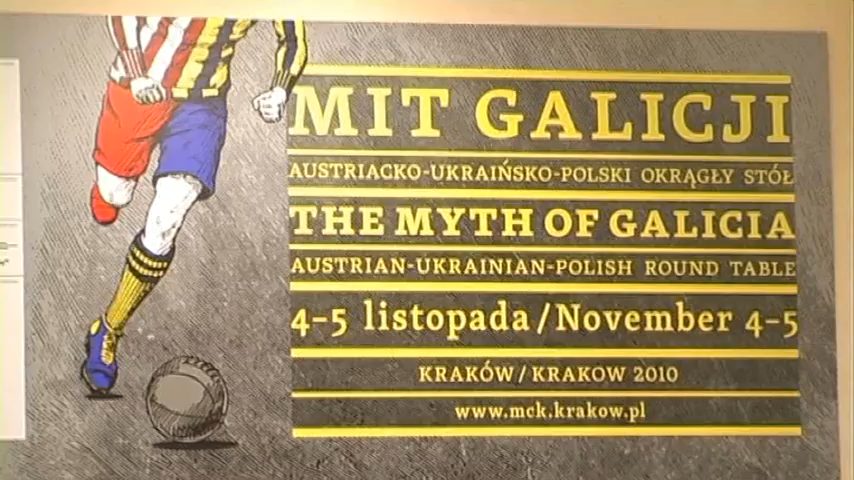 MIT GALICJI
AUSTRIACKO-UKRAIŃSKO-POLSKI OKRĄGŁY STÓŁ
THE MYTH OF GALICIA
AUSTRIAN-UKRAINIAN-POLISH ROUND TABLE
4-5 listopada/November 4-5
KRAKÓW/KRAKOW 2010
www.mck.krakow.pl